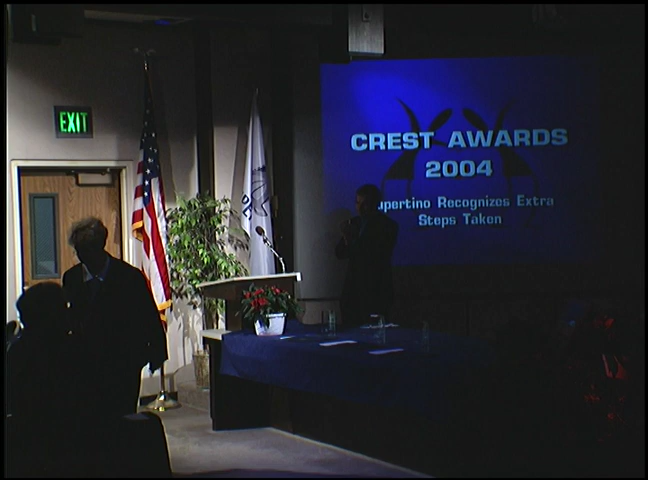 EXIT
CREST AWARDS
2004
upertino Recognizes Extra
Steps Taken